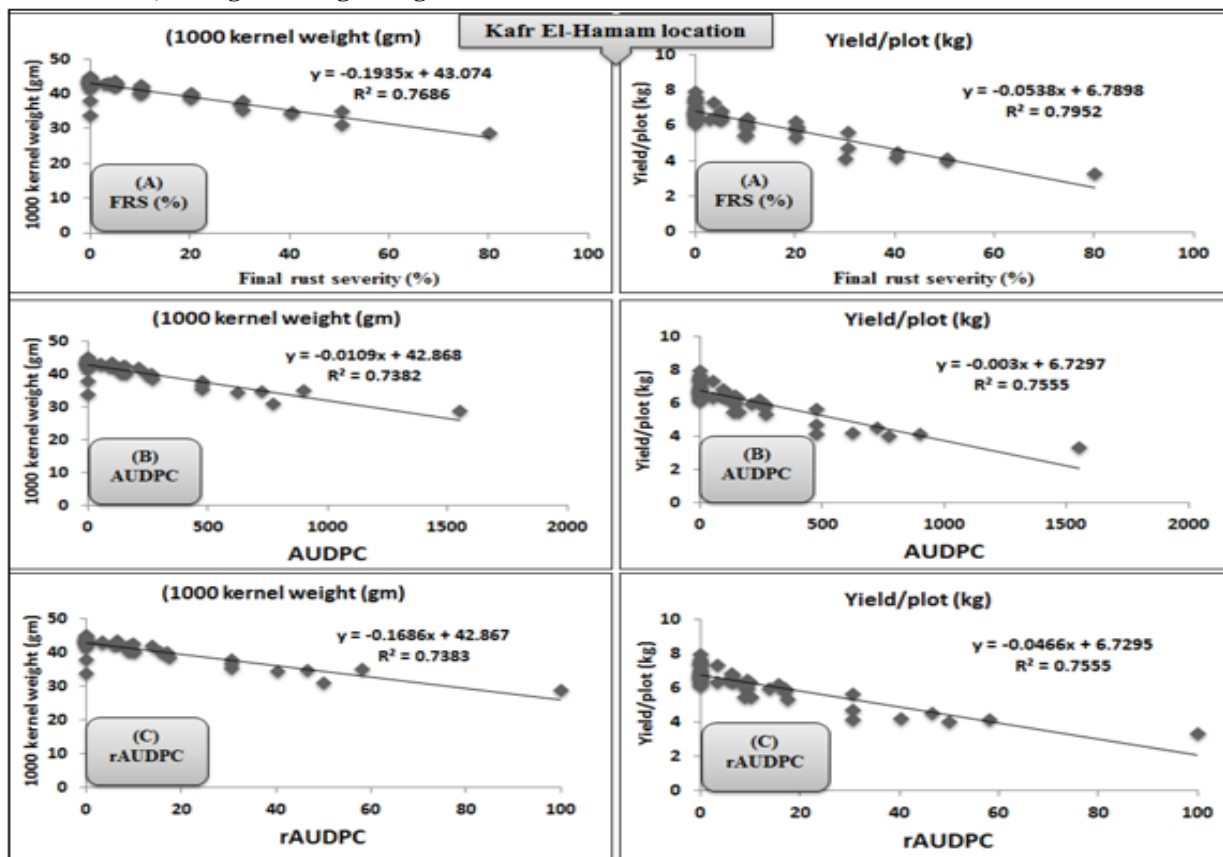 Kafr El-Hamam location
(1000 kernel weight (gm)
1000 kernel weight (gm)
50
40
30
20
10
0
y = -0.1935x + 43.074
R² = 0.7686
(A)
FRS (%)
0 20 40 60 80 100
Final rust severity (%)
Yield/plot (kg)
Yield/plot (kg)
8
6
4
2
0
y = -0.0538x + 6.7898
R² = 0.7952
(A)
FRS (%)
0 20 40 60 80 100
Final rust severity (%)
(1000 kernel weight (gm)
1000 kernel weight (gm)
50
40
30
20
10
0
y = -0.0109x + 42.868
R² = 0.7382
(B)
AUDPC
0 500 1000 1500 2000
AUDPC
Yield/plot (kg)
Yield/plot (kg)
8
6
4
2
0
y = -0.003x + 6.7297
R² = 0.7555
(B)
AUDPC
0 500 1000 1500 2000
AUDPC
(1000 kernel weight (gm)
1000 kernel weight (gm)
50
40
30
20
10
0
y = -0.1686x + 42.867
R² = 0.7383
(C)
rAUDPC
0 20 40 60 80 100
rAUDPC
Yield/plot (kg)
Yield/plot (kg)
10
8
6
4
2
0
y = -0.0466x + 6.7295
R² = 0.7555
(C)
rAUDPC
0 20 40 60 80 100
rAUDPC